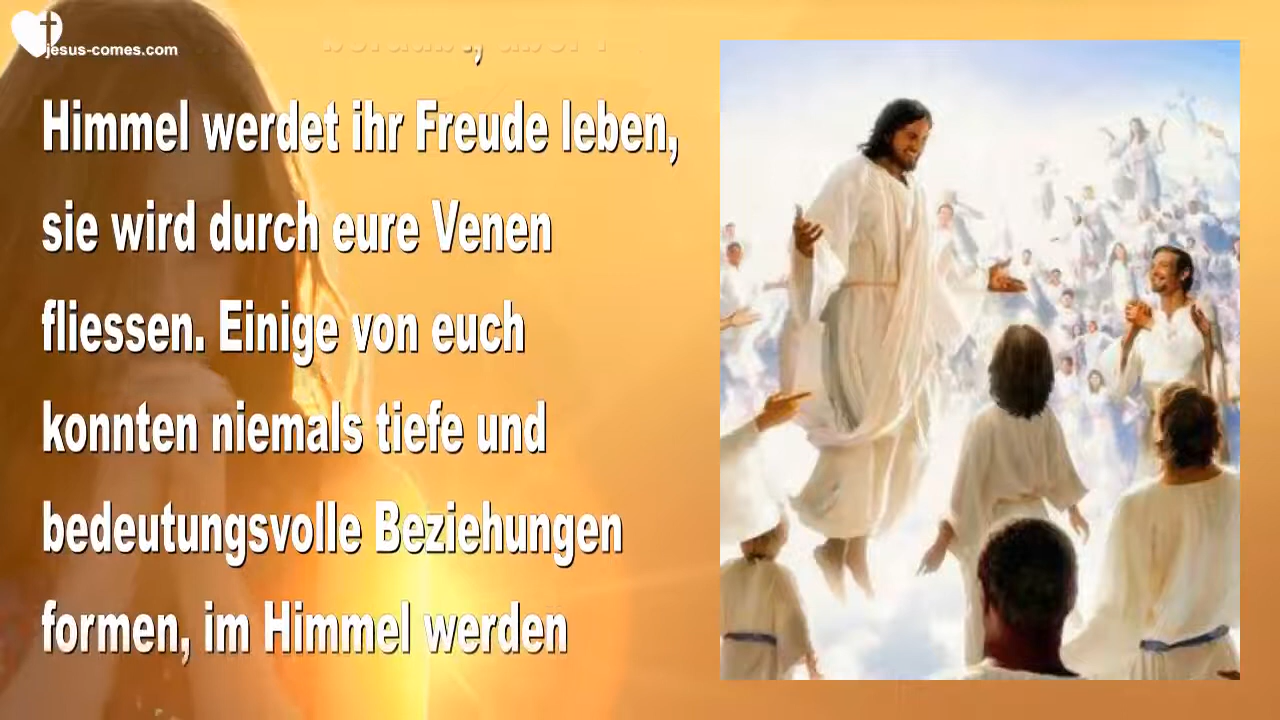 jesus-comes.com
Himmel werdet ihr Freude leben,
sie wird durch eure Venen
fliessen. Einige von euch
konnten niemals tiefe und
bedeutungsvolle Beziehungen
formen, im Himmel werden